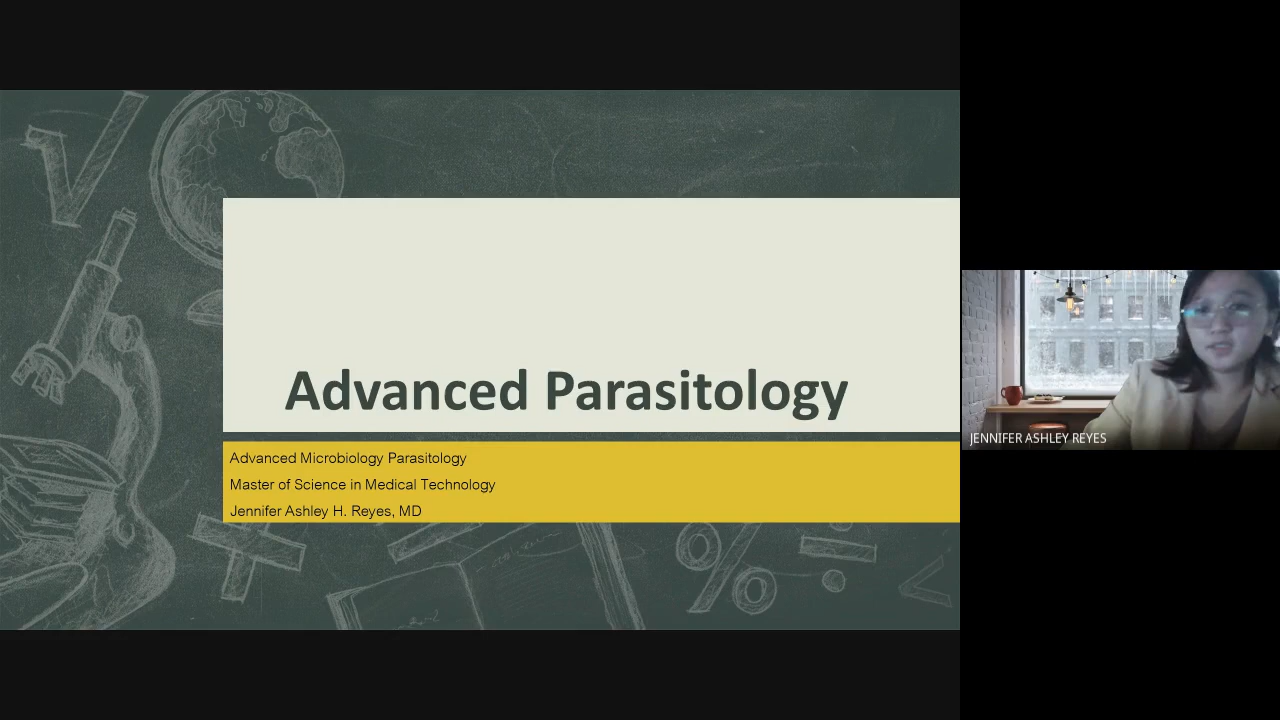 Advanced Parasitology
Advanced Microbiology Parasitology
Master of Science in Medical Technology
Jennifer Ashley H. Reyes, MD
JENNIFER ASHLEY REYES